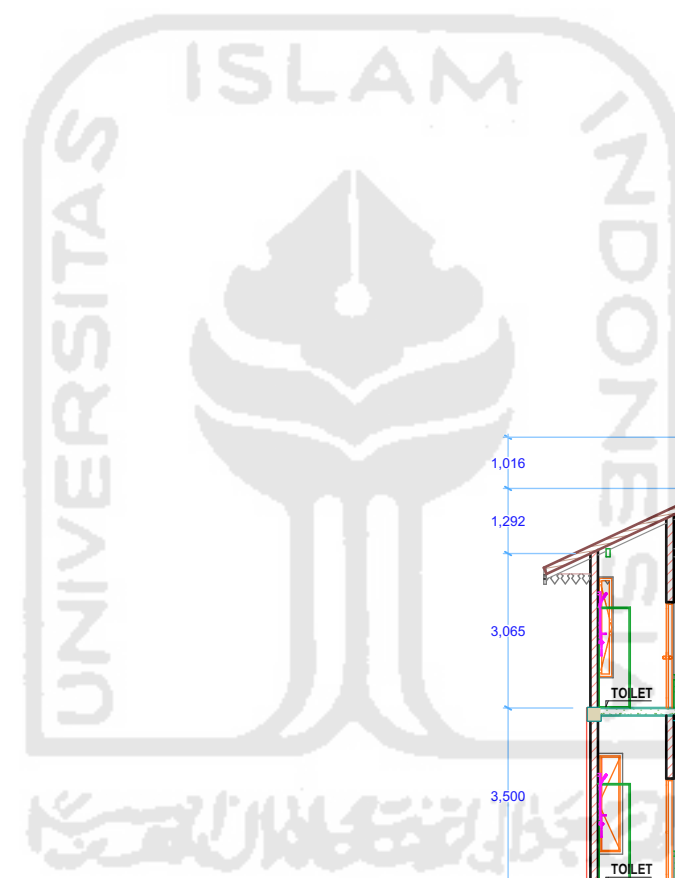 ISLAM
UNIVERSITAS
INDONESIA
1,016
1,292
3,065
TOILET
3,500
TOILET